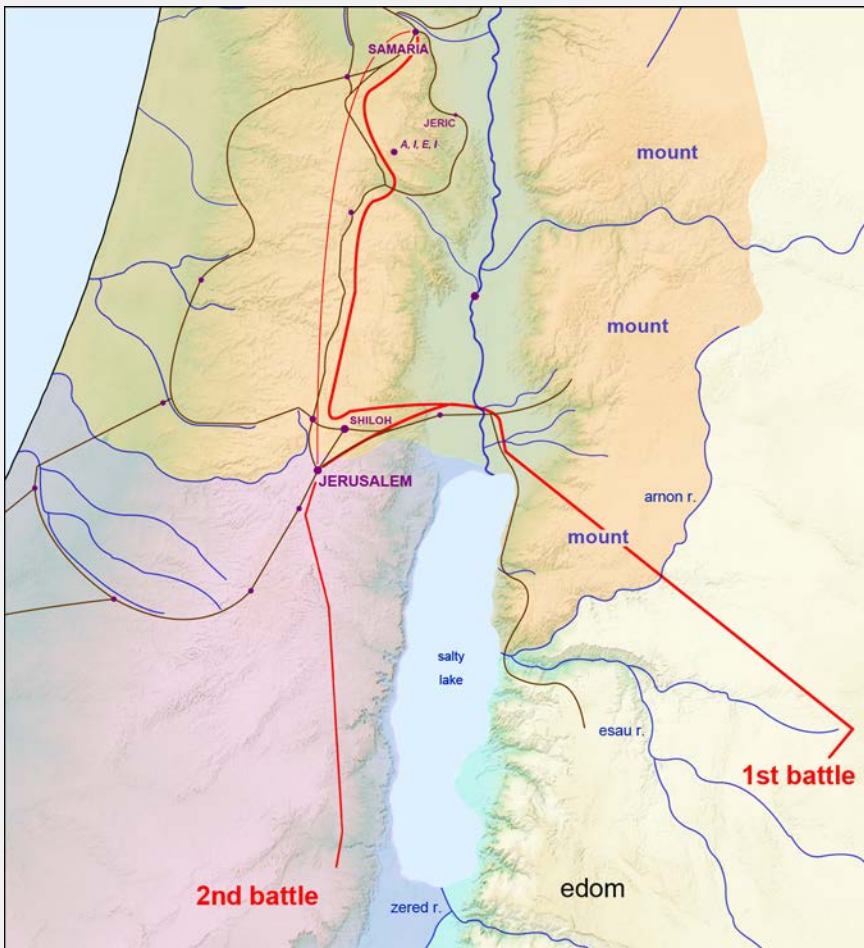 SAMARIA
JERIC
A, I, E, I
mount
mount
SHILOH
JERUSALEM
arnon r.
mount
salty
lake
esau r.
1st battle
2nd battle
edom
zered r.